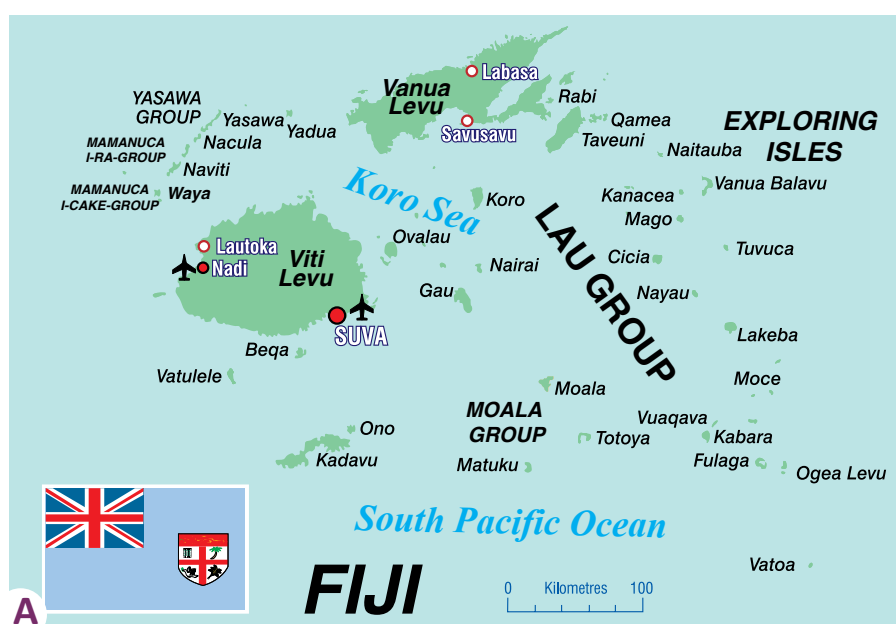 Labasa
Vanua
Levu
Savusavu
Rabi
Qamea
Taveuni
Naitauba
EXPLORING
ISLES
Vanua Balavu
YASAWA
GROUP
Yasawa
Yadua
Nacula
MAMANUCA
I-RA-GROUP
Naviti
MAMANUCA
I-CAKE-GROUP
Waya
Koro Sea
Koro
Kanacea
Mago
LAU GROUP
Ovalau
Lautoka
Nadi
Viti
Levu
Nairai
Cicia
Tuvuca
Gau
Nayau
SUVA
Lakeba
Beqa
Vatulele
Moce
Moala
MOALA
GROUP
Vuaqava
Ono
Totoya
Kabara
Kadavu
Matuku
Fulaga
Ogea Levu
South Pacific Ocean
Vatoa
FIJI
0 Kilometres 100
A